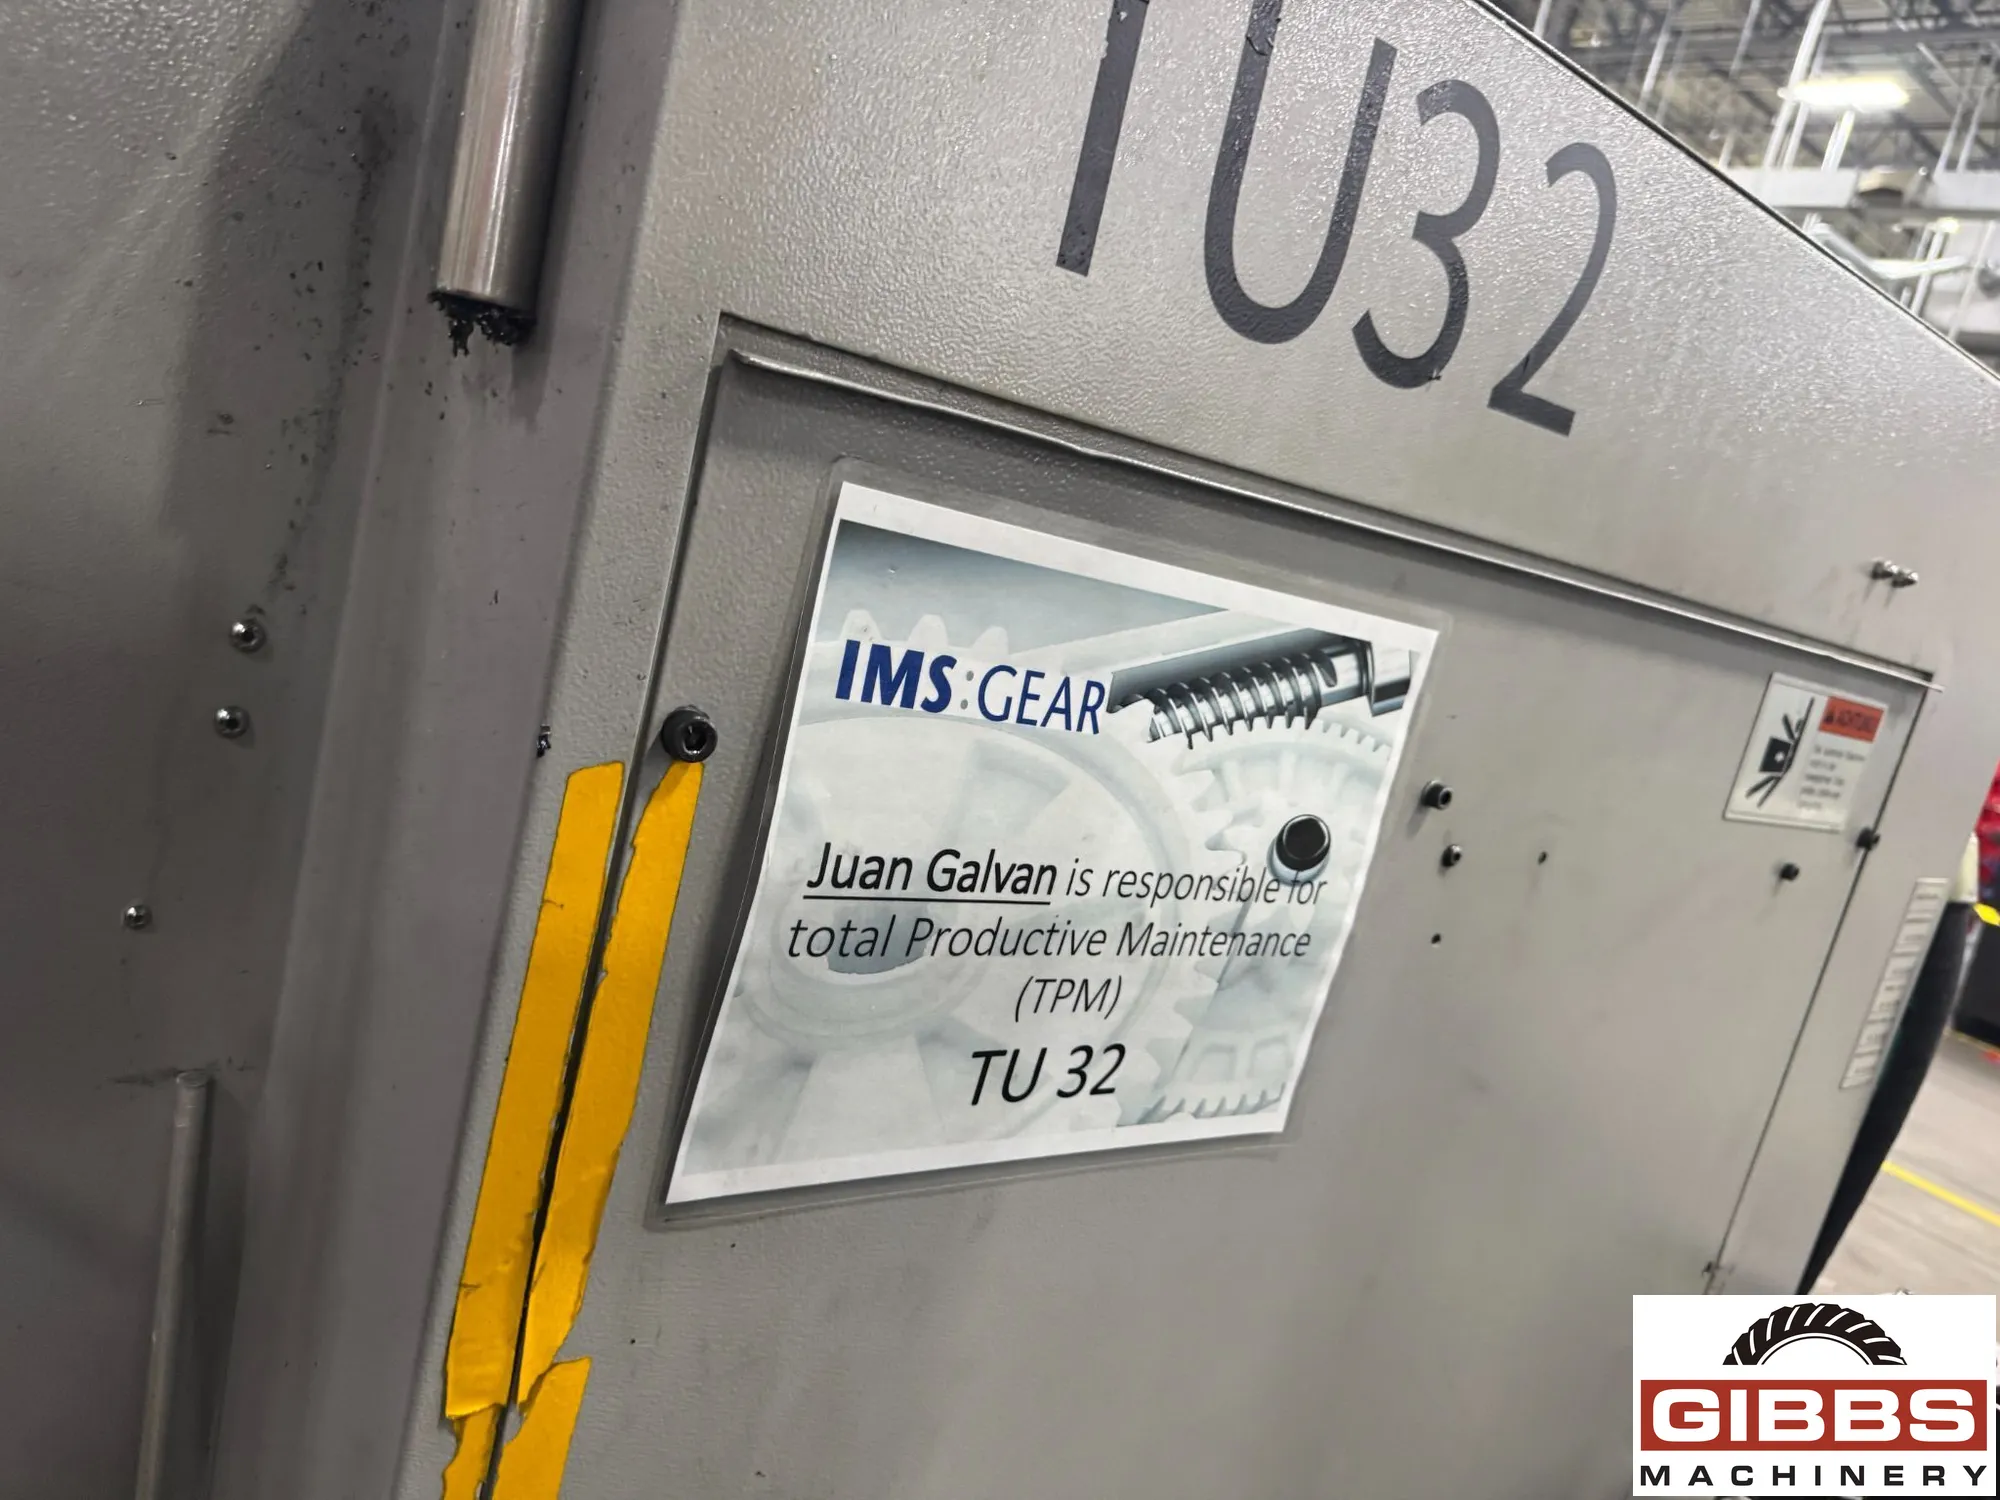 TU32
IMS:GEAR
Juan Galvan is responsible for
total Productive Maintenance
(TPM)
TU 32
GIBBS
MACHINERY